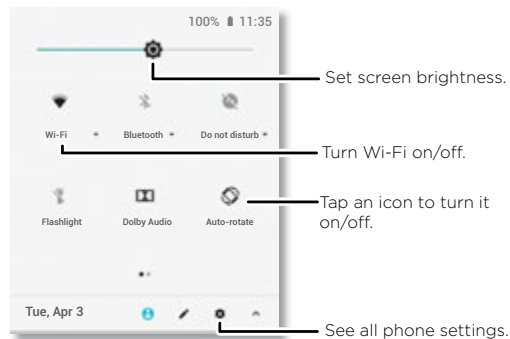 100% 11:35
Set screen brightness.
Wi-Fi Bluetooth Do not disturb
Turn Wi-Fi on/off.
Tap an icon to turn it
on/off.
Flashlight Dolby Audio Auto-rotate
Tue, Apr 3
See all phone settings.